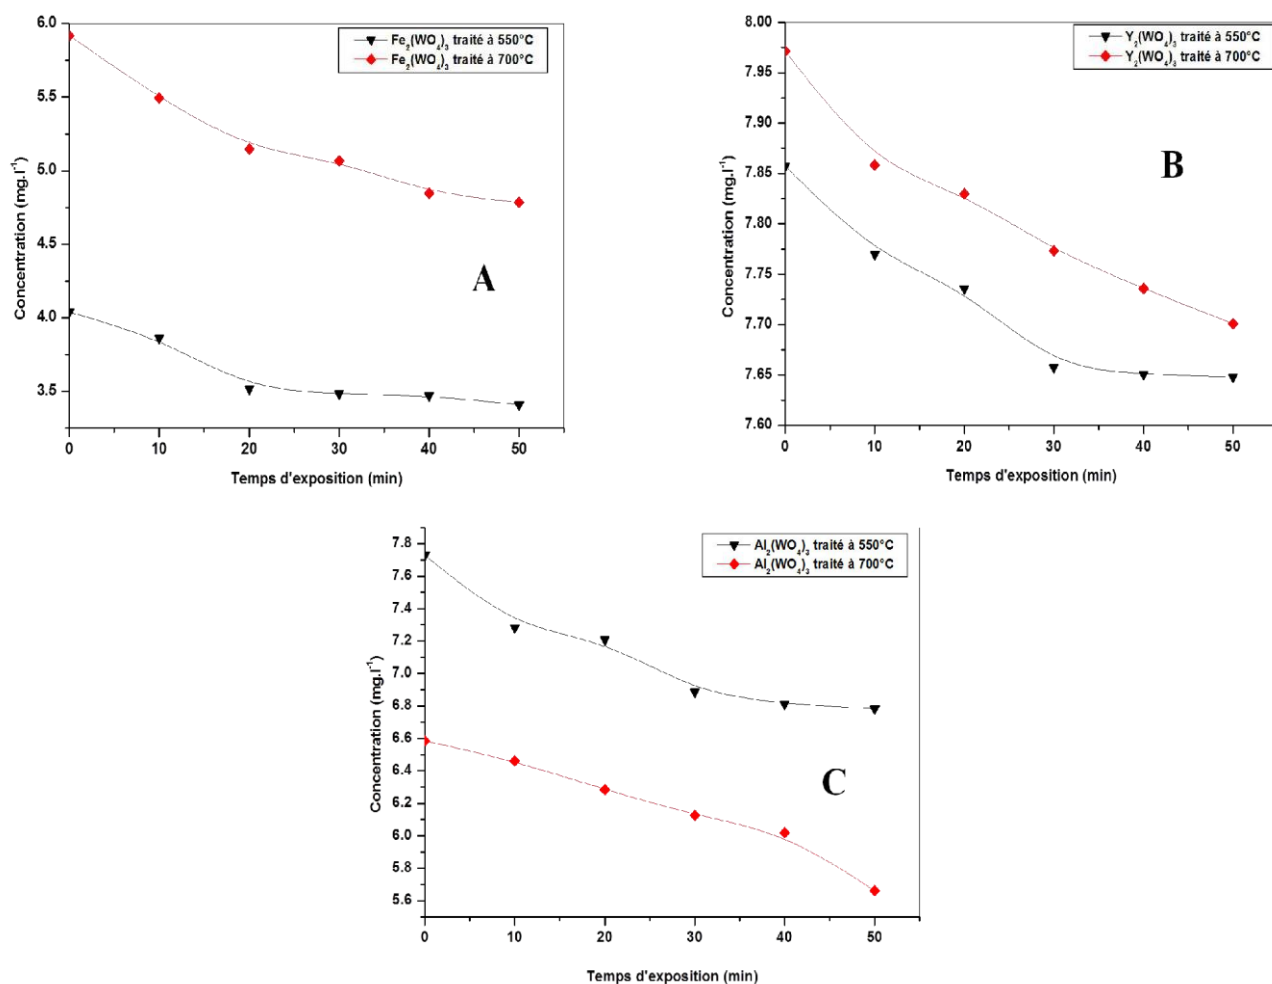 Fe2(WO4)3 traité à 550°C
Fe2(WO4)3 traité à 700°C
A
Concentration (mg.l-1)
6.0
5.5
5.0
4.5
4.0
3.5
0 10 20 30 40 50
Temps d'exposition (min)
Y2(WO4)3 traité à 550°C
Y2(WO4)3 traité à 700°C
B
Concentration (mg.l-1)
8.00
7.95
7.90
7.85
7.80
7.75
7.70
7.65
7.60
0 10 20 30 40 50
Temps d'exposition (min)
Al2(WO4)3 traité à 550°C
Al2(WO4)3 traité à 700°C
C
Concentration (mg.l-1)
7.8
7.6
7.4
7.2
7.0
6.8
6.6
6.4
6.2
6.0
5.8
5.6
0 10 20 30 40 50
Temps d'exposition (min)